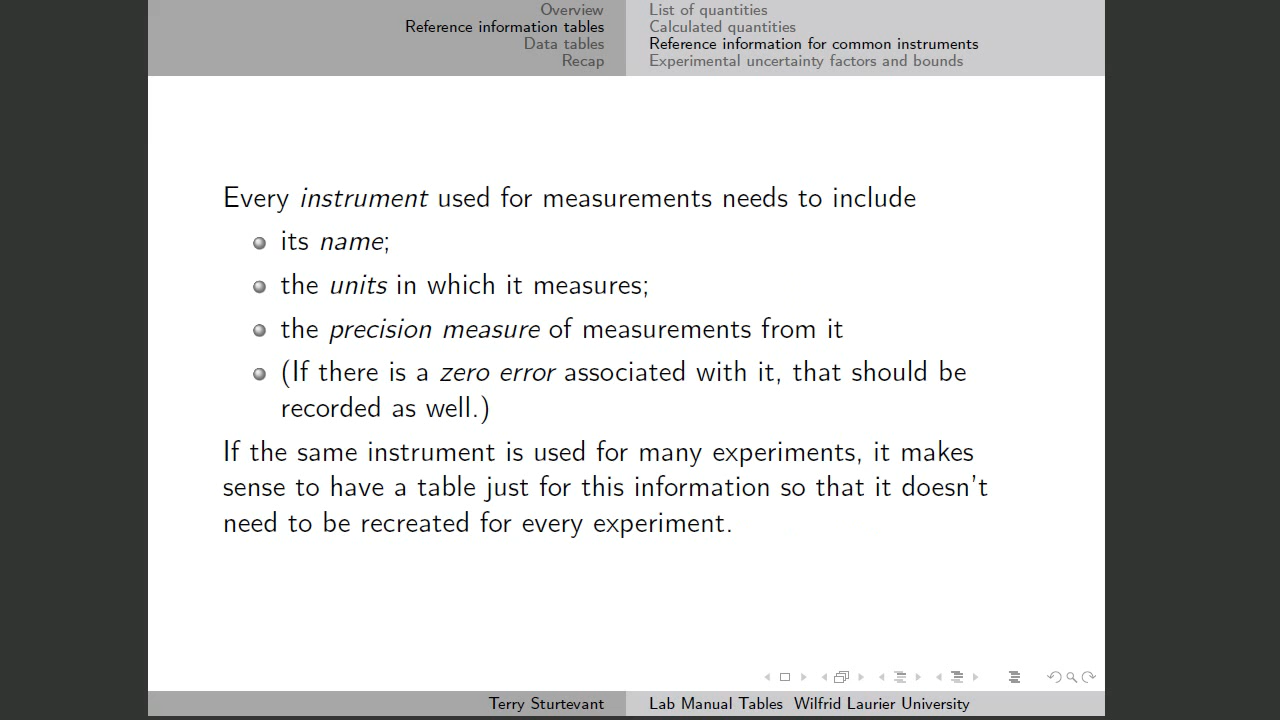 Overview
Reference information tables
Data tables
Recap
List of quantities
Calculated quantities
Reference information for common instruments
Experimental uncertainty factors and bounds
Every instrument used for measurements needs to include
its name;
the units in which it measures;
the precision measure of measurements from it
(If there is a zero error associated with it, that should be
recorded as well.)
If the same instrument is used for many experiments, it makes
sense to have a table just for this information so that it doesn't
need to be recreated for every experiment.
Terry Sturtevant
Lab Manual Tables Wilfrid Laurier University